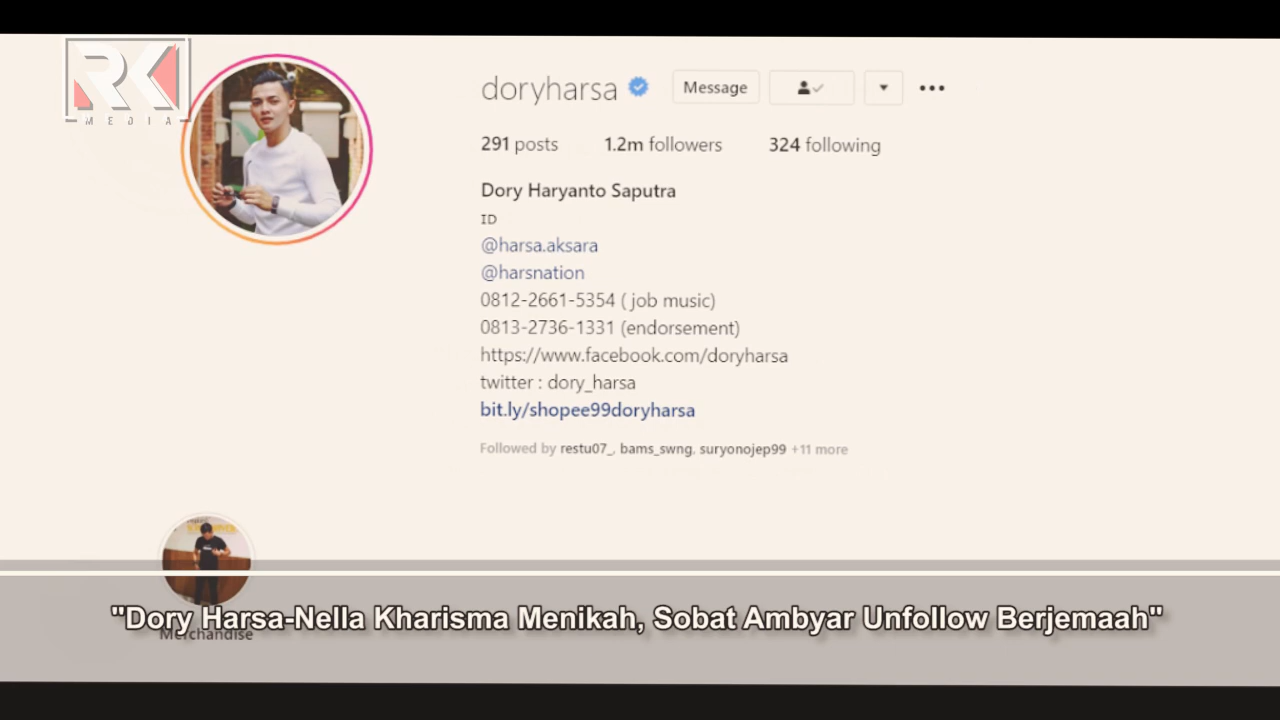 RK
MEDIA
doryharsa
Message
291 posts 1.2m followers 324 following
Dory Haryanto Saputra
ID
@harsa.aksara
@harsnation
0812-2661-5354 ( job music)
0813-2736-1331 (endorsement)
https://www.facebook.com/doryharsa
twitter : dory_harsa
bit.ly/shopee99doryharsa
Followed by restu07_, bams_swng, suryonojep99 +11 more
"Dory Harsa-Nella Kharisma Menikah, Sobat Ambyar Unfollow Berjemaah"
Merchandise